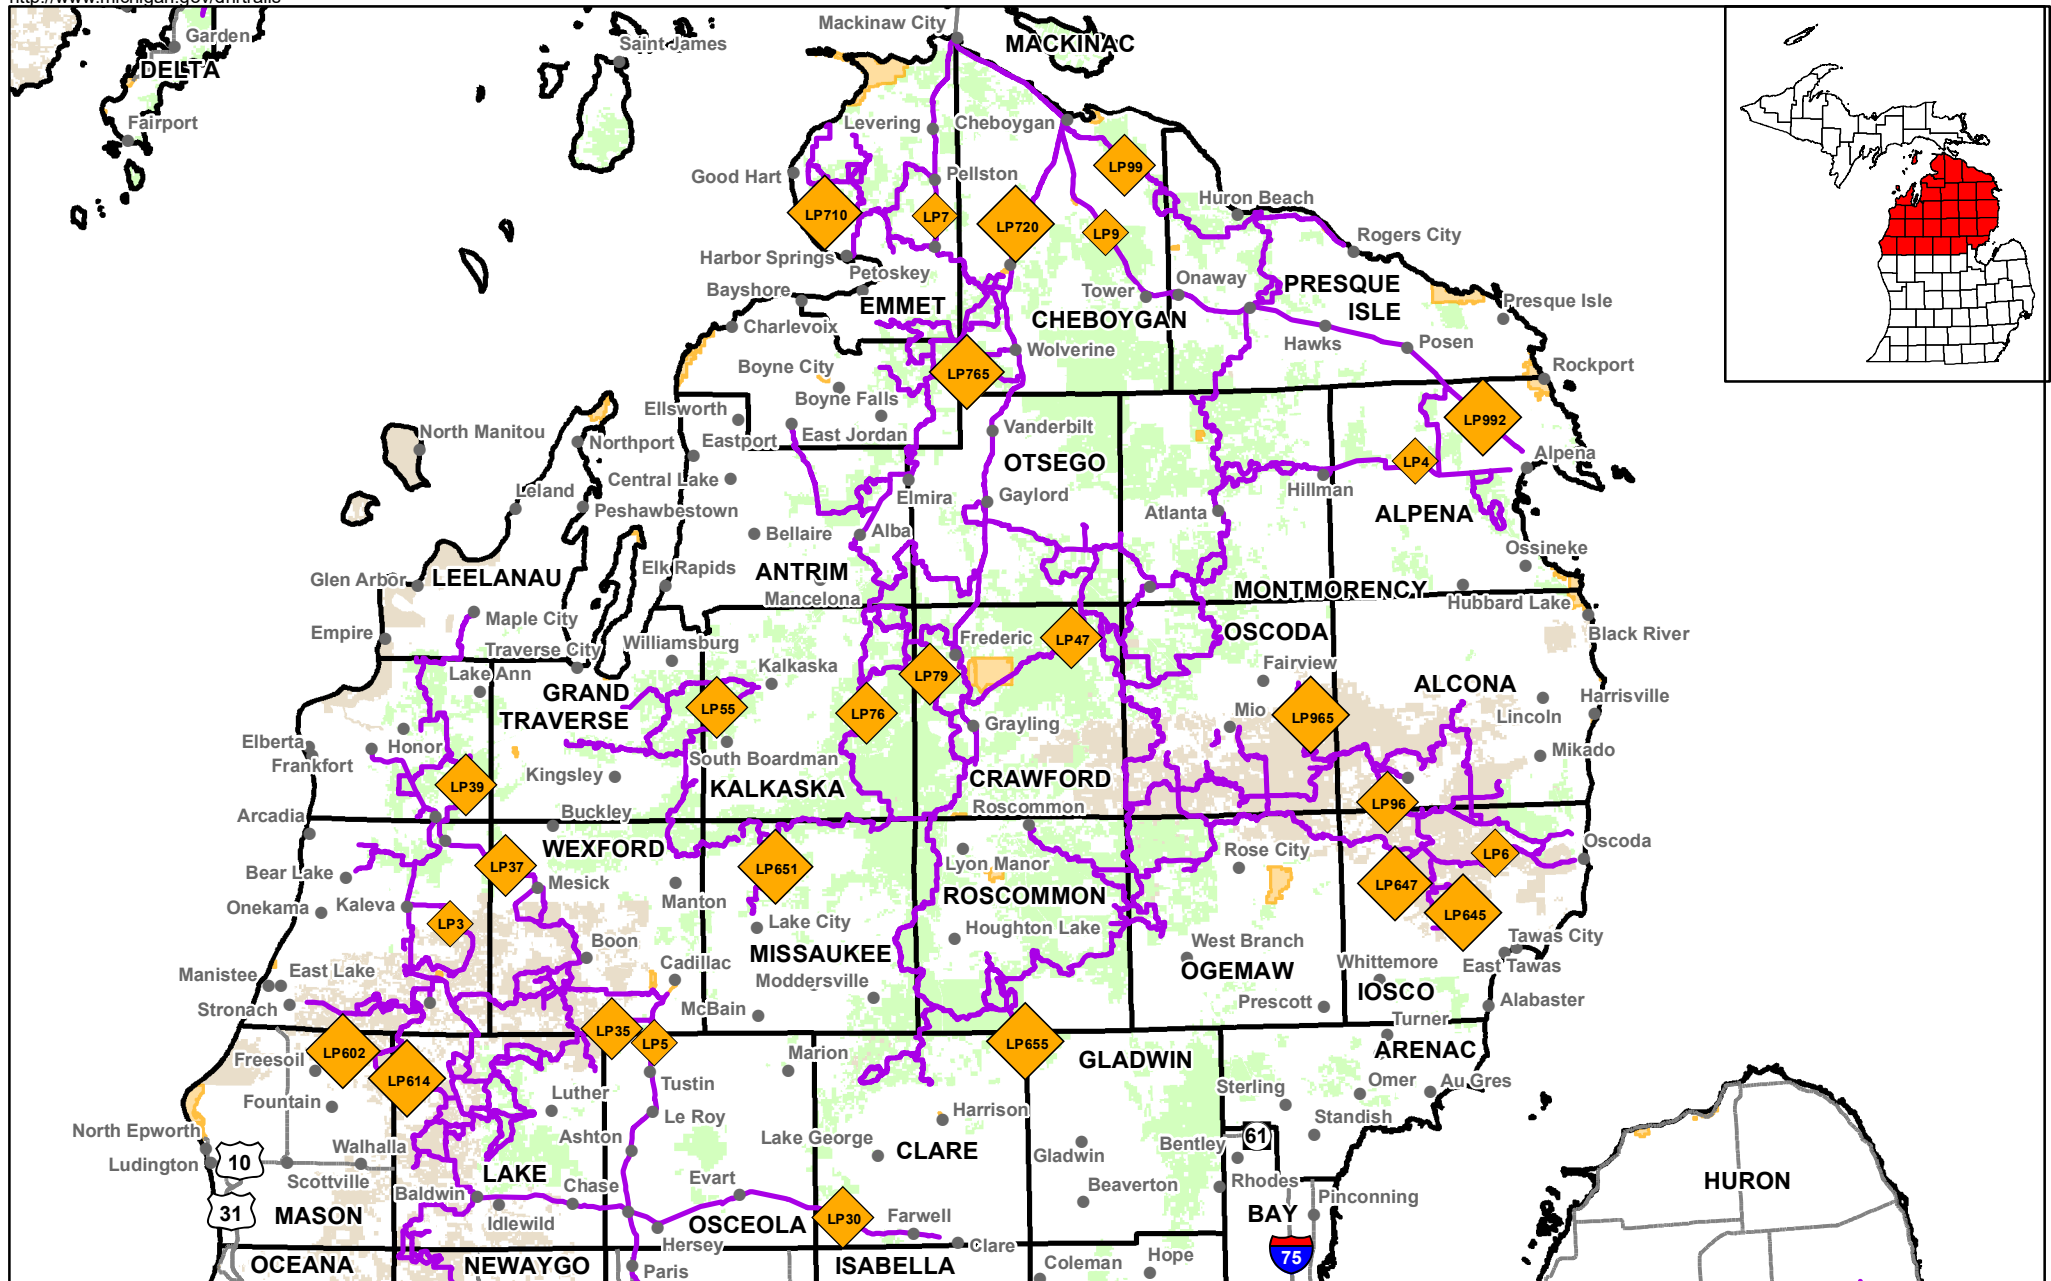 http://www.michigan.gov/dnrtrails
Mackinaw City
Garden
Saint James
MACKINAC
DELTA
Fairport
Levering
Cheboygan
LP99
Good Hart
Pellston
Huron Beach
LP710
LP7
LP720
LP9
Rogers City
Harbor Springs
Petoskey
Onaway
PRESQUE
ISLE
Bayshore
Tower
Presque Isle
EMMET
CHEBOYGAN
Charlevoix
Hawks
Posen
Wolverine
Boyne City
LP765
Rockport
Boyne Falls
Ellsworth
LP992
North Manitou
Northport
Eastport
East Jordan
Vanderbilt
OTSEGO
LP4
Alpena
Central Lake
Leland
Elmira
Gaylord
Hillman
Peshawbestown
Atlanta
ALPENA
Bellaire
Alba
Ossineke
Glen Arbor
LEELANAU
Elk Rapids
ANTRIM
MONTMORENCY
Mancelona
Hubbard Lake
Maple City
Empire
Williamsburg
Frederic
LP47
OSCODA
Black River
Traverse City
Kalkaska
Fairview
Lake Ann
LP79
GRAND
TRAVERSE
ALCONA
Harrisville
LP55
LP76
Grayling
Mio
LP965
Lincoln
Elberta
Honor
Frankfort
South Boardman
Mikado
Kingsley
LP39
KALKASKA
CRAWFORD
LP96
Arcadia
Buckley
Roscommon
WEXFORD
Oscoda
LP37
LP651
Lyon Manor
Rose City
LP6
Bear Lake
Mesick
LP647
Onekama
Kaleva
Manton
ROSCOMMON
LP3
Lake City
Houghton Lake
LP645
Boon
MISSAUKEE
West Branch
Tawas City
Manistee
East Lake
Cadillac
Moddersville
OGEMAW
Whittemore
East Tawas
IOSCO
Stronach
McBain
Prescott
Alabaster
LP35
Turner
LP602
LP5
LP655
Freesoil
Marion
GLADWIN
ARENAC
LP614
Tustin
Luther
Sterling
Omer
Au Gres
Fountain
Le Roy
Harrison
Standish
North Epworth
Ashton
Lake George
Walhalla
CLARE
Bentley
61
Ludington
10
Gladwin
Scottville
LAKE
Rhodes
HURON
Baldwin
Chase
Evart
Beaverton
Pinconning
31
MASON
Idlewild
OSCEOLA
LP30
Farwell
BAY
Hersey
Clare
75
OCEANA
NEWAYGO
Paris
ISABELLA
Coleman
Hope